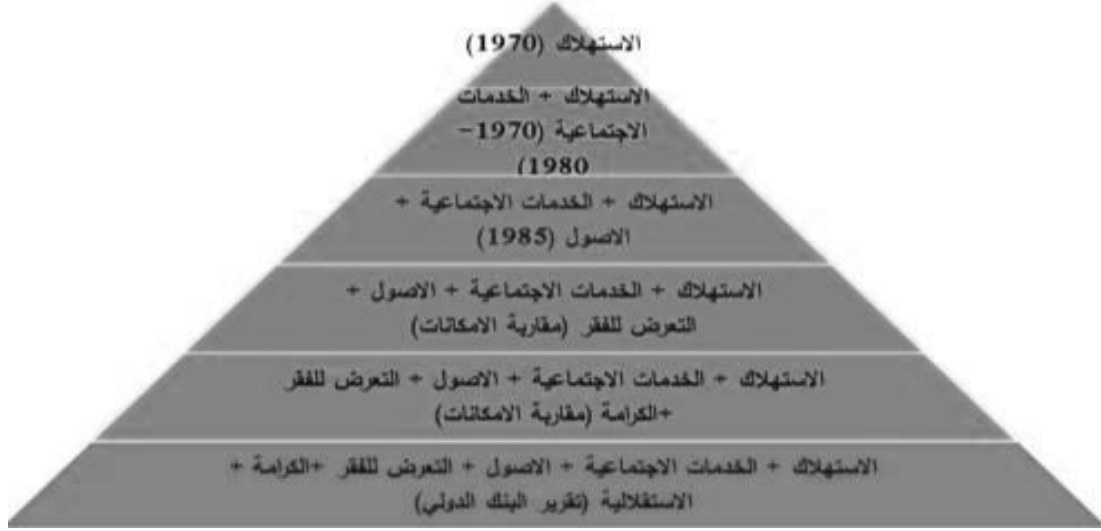 الاستهلاك (1970)
الاستهلاك + الخدمات
الاجتماعية (1970-
1980)
الاستهلاك + الخدمات الاجتماعية +
الاصول (1985)
الاستهلاك + الخدمات الاجتماعية + الاصول +
التعرض للفقر (مقاربة الامكانات)
الاستهلاك + الخدمات الاجتماعية + الاصول + التعرض للفقر
+الكرامة (مقاربة الامكانات)
الاستهلاك + الخدمات الاجتماعية + الاصول + التعرض للفقر +الكرامة +
الاستقلالية (تقرير البنك الدولي)